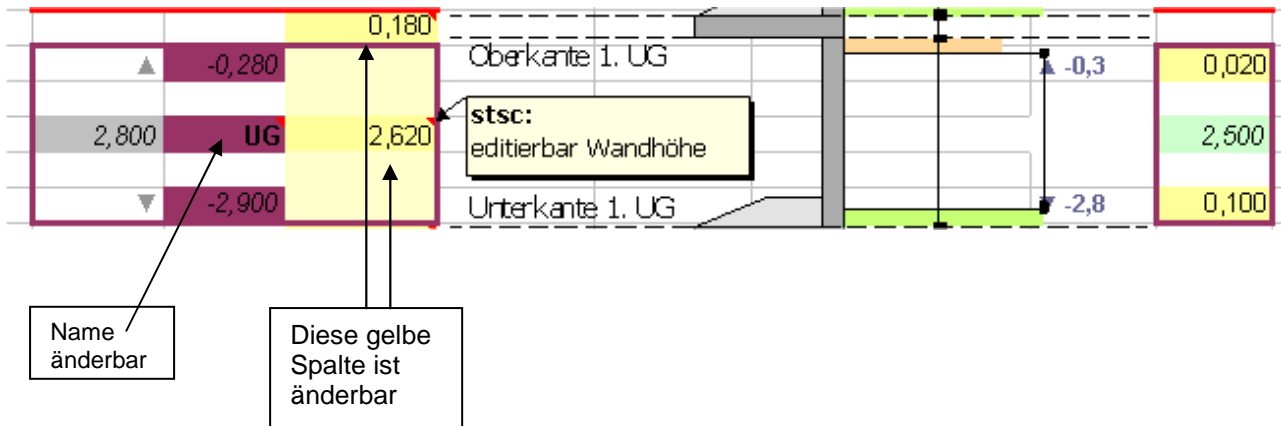 0,180
-0,280 Oberkante 1. UG ▲ -0,3 0,020
stsc:
2,800 UG 2,620 editierbar Wandhöhe 2,500
-2,900 Unterkante 1. UG ▼ -2,8 0,100
Name
änderbar
Diese gelbe
Spalte ist
änderbar